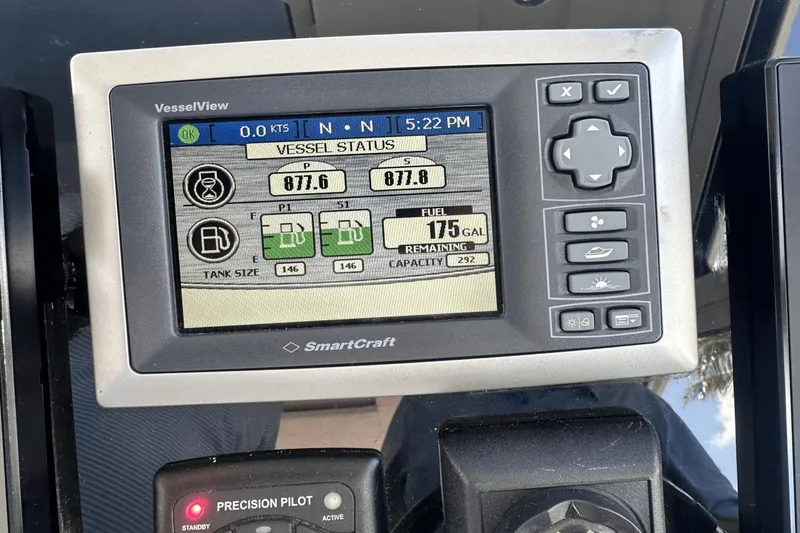 VesselView
OK 0.0 KTS N • N 5:22 PM
VESSEL STATUS
P S
877.6 877.8
P1 S1
F
E
FUEL
175 GAL
REMAINING
TANK SIZE 146 146 CAPACITY 292
X
SmartCraft
PRECISION PILOT
STANDBY ACTIVE